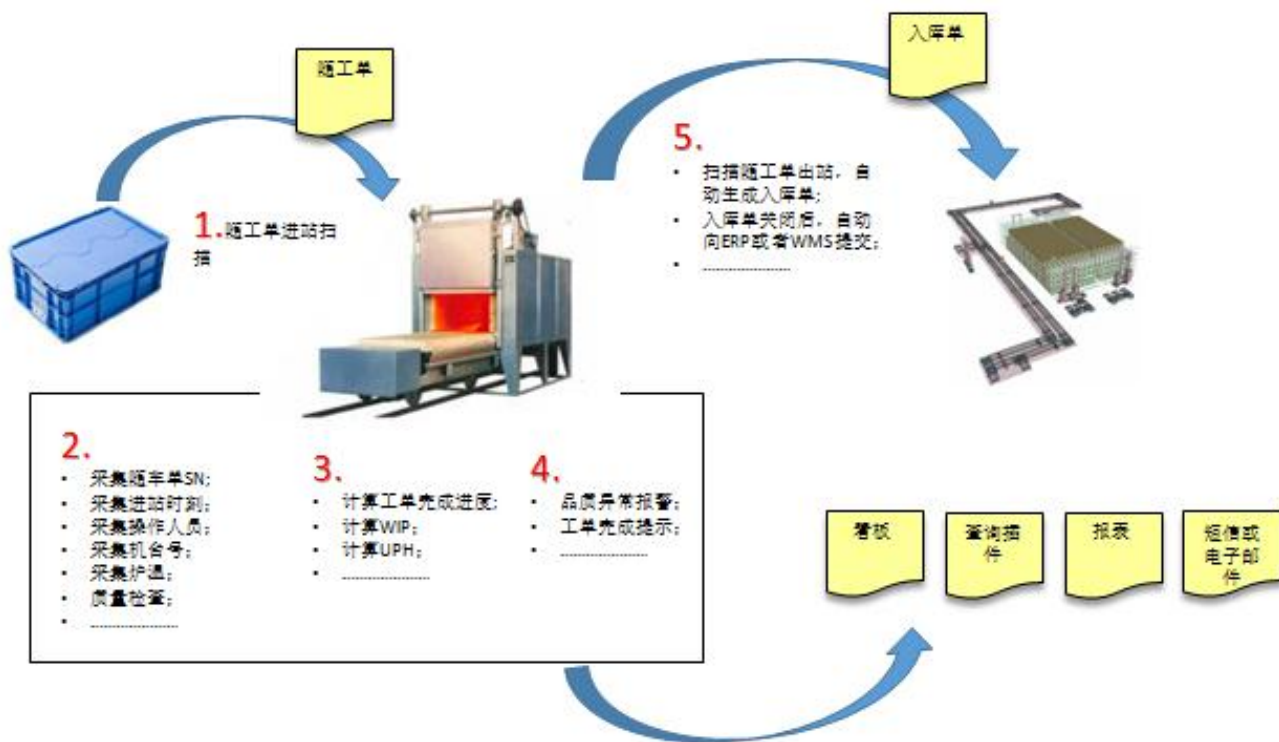 随工单
入库单
1.随工单进站扫
描
5.
• 扫描随工单出站，自
动生成入库单;
• 入库单关闭后，自动
向ERP或者WMS提交;
• .....................
2.
• 采集随车单SN;
• 采集进站时刻;
• 采集操作人员;
• 采集机台号;
• 采集炉温;
• 质量检查;
• .....................
3.
• 计算工单完成进度;
• 计算WIP;
• 计算UPH;
• .....................
4.
• 品质异常报警;
• 工单完成提示;
• .....................
看板
查询插
件
报表
短信或
电子邮
件